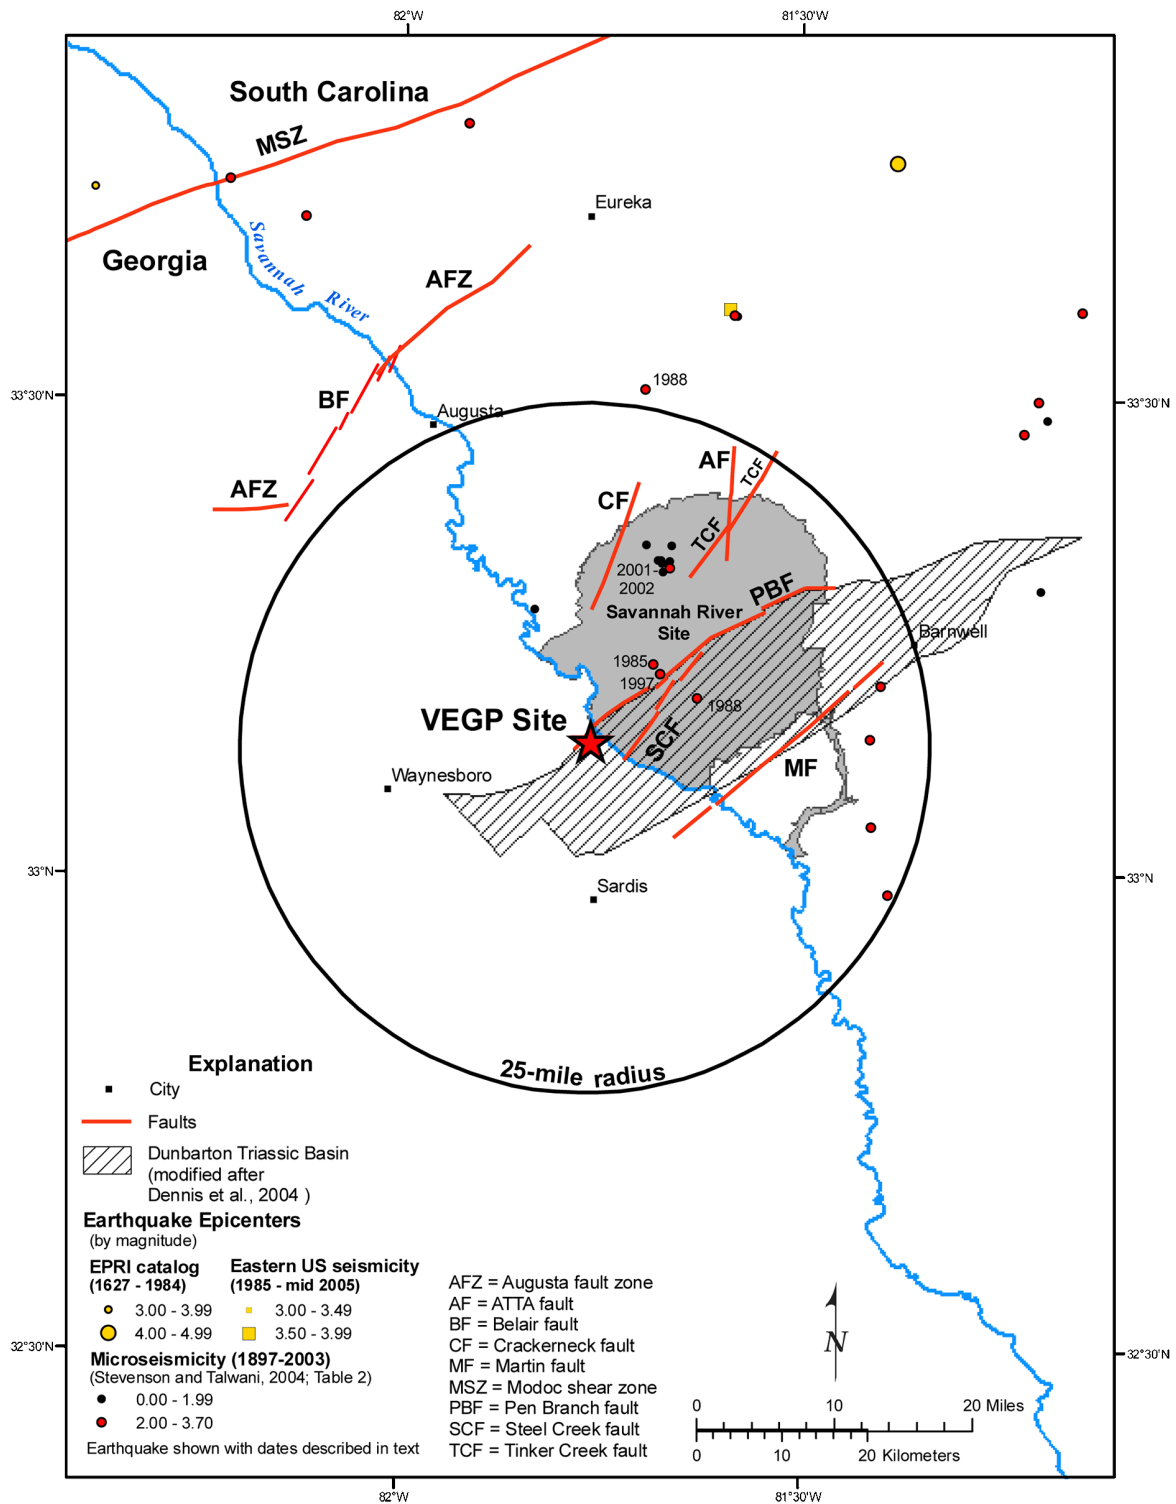 82°W
81°30'W
South Carolina
MSZ
Eureka
Savannah
River
Georgia
AFZ
33°30'N
33°30'N
1988
BF
Augusta
AF
TCF
AFZ
CF
TCF
2001
2002
PBF
Savannah River
Site
Barnwell
1985
1997
1988
VEGP Site
SCF
MF
Waynesboro
33°N
33°N
Sardis
25-mile radius
Explanation
City
Faults
Dunbarton Triassic Basin
(modified after
Dennis et al., 2004 )
Earthquake Epicenters
(by magnitude)
EPRI catalog
(1627 - 1984)
3.00 - 3.99
4.00 - 4.99
Eastern US seismicity
(1985 - mid 2005)
3.00 - 3.49
3.50 - 3.99
Microseismicity (1897-2003)
(Stevenson and Talwani, 2004; Table 2)
0.00 - 1.99
2.00 - 3.70
Earthquake shown with dates described in text
AFZ = Augusta fault zone
AF = ATTA fault
BF = Belair fault
CF = Crackerneck fault
MF = Martin fault
MSZ = Modoc shear zone
PBF = Pen Branch fault
SCF = Steel Creek fault
TCF = Tinker Creek fault
N
0 10 20 Miles
0 10 20 Kilometers
32°30'N
32°30'N
82°W
81°30'W